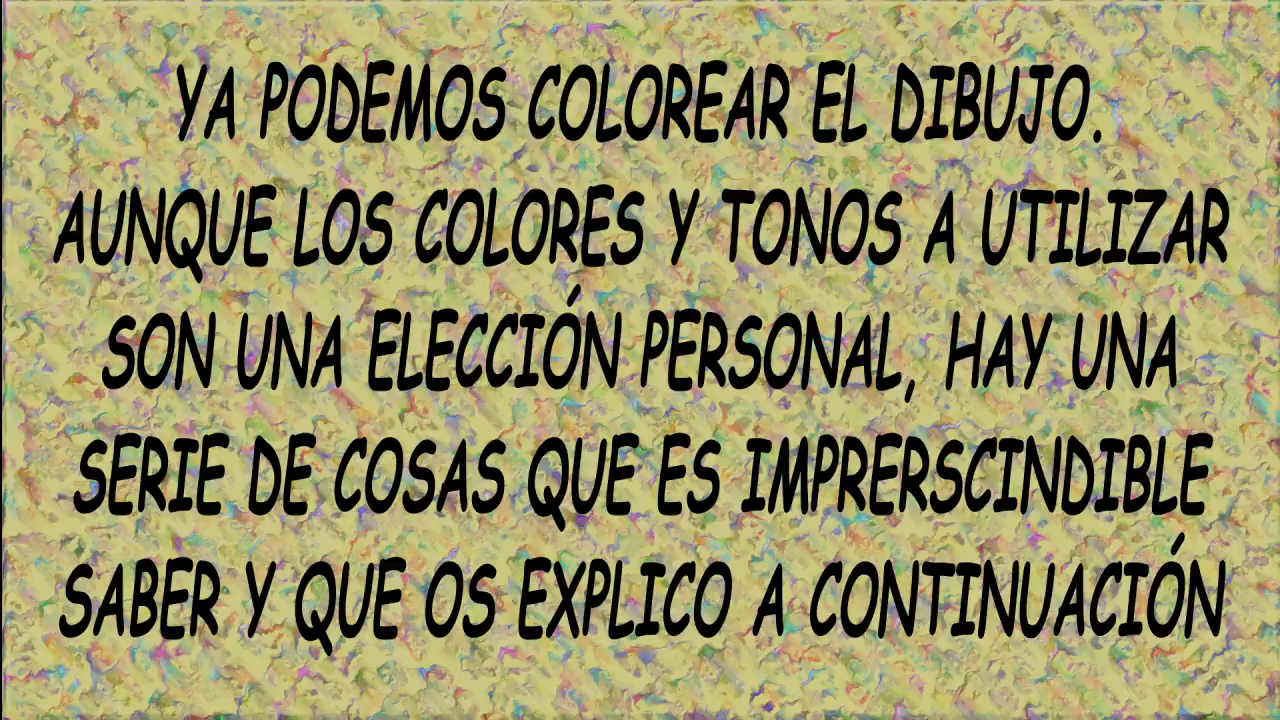 YA PODEMOS COLOREAR EL DIBUJO.
AUNQUE LOS COLORES Y TONOS A UTILIZAR
SON UNA ELECCIÓN PERSONAL, HAY UNA
SERIE DE COSAS QUE ES IMPRERSCINDIBLE
SABER Y QUE OS EXPLICO A CONTINUACIÓN